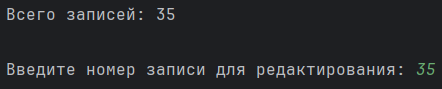 Всего записей: 35
Введите номер записи для редактирования: 35